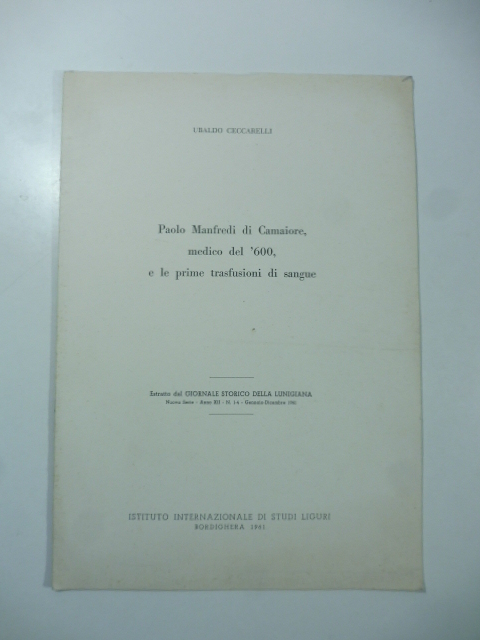 UBALDO CECCARELLI
Paolo Manfredi di Camaiore,
medico del '600,
e le prime trasfusioni di sangue
Estratto dal GIORNALE STORICO DELLA LUNIGIANA
Nuova Serie - Anno XII - N. 1-4 - Gennaio-Dicembre 1961
ISTITUTO INTERNAZIONALE DI STUDI LIGURI
BORDIGHERA 1961